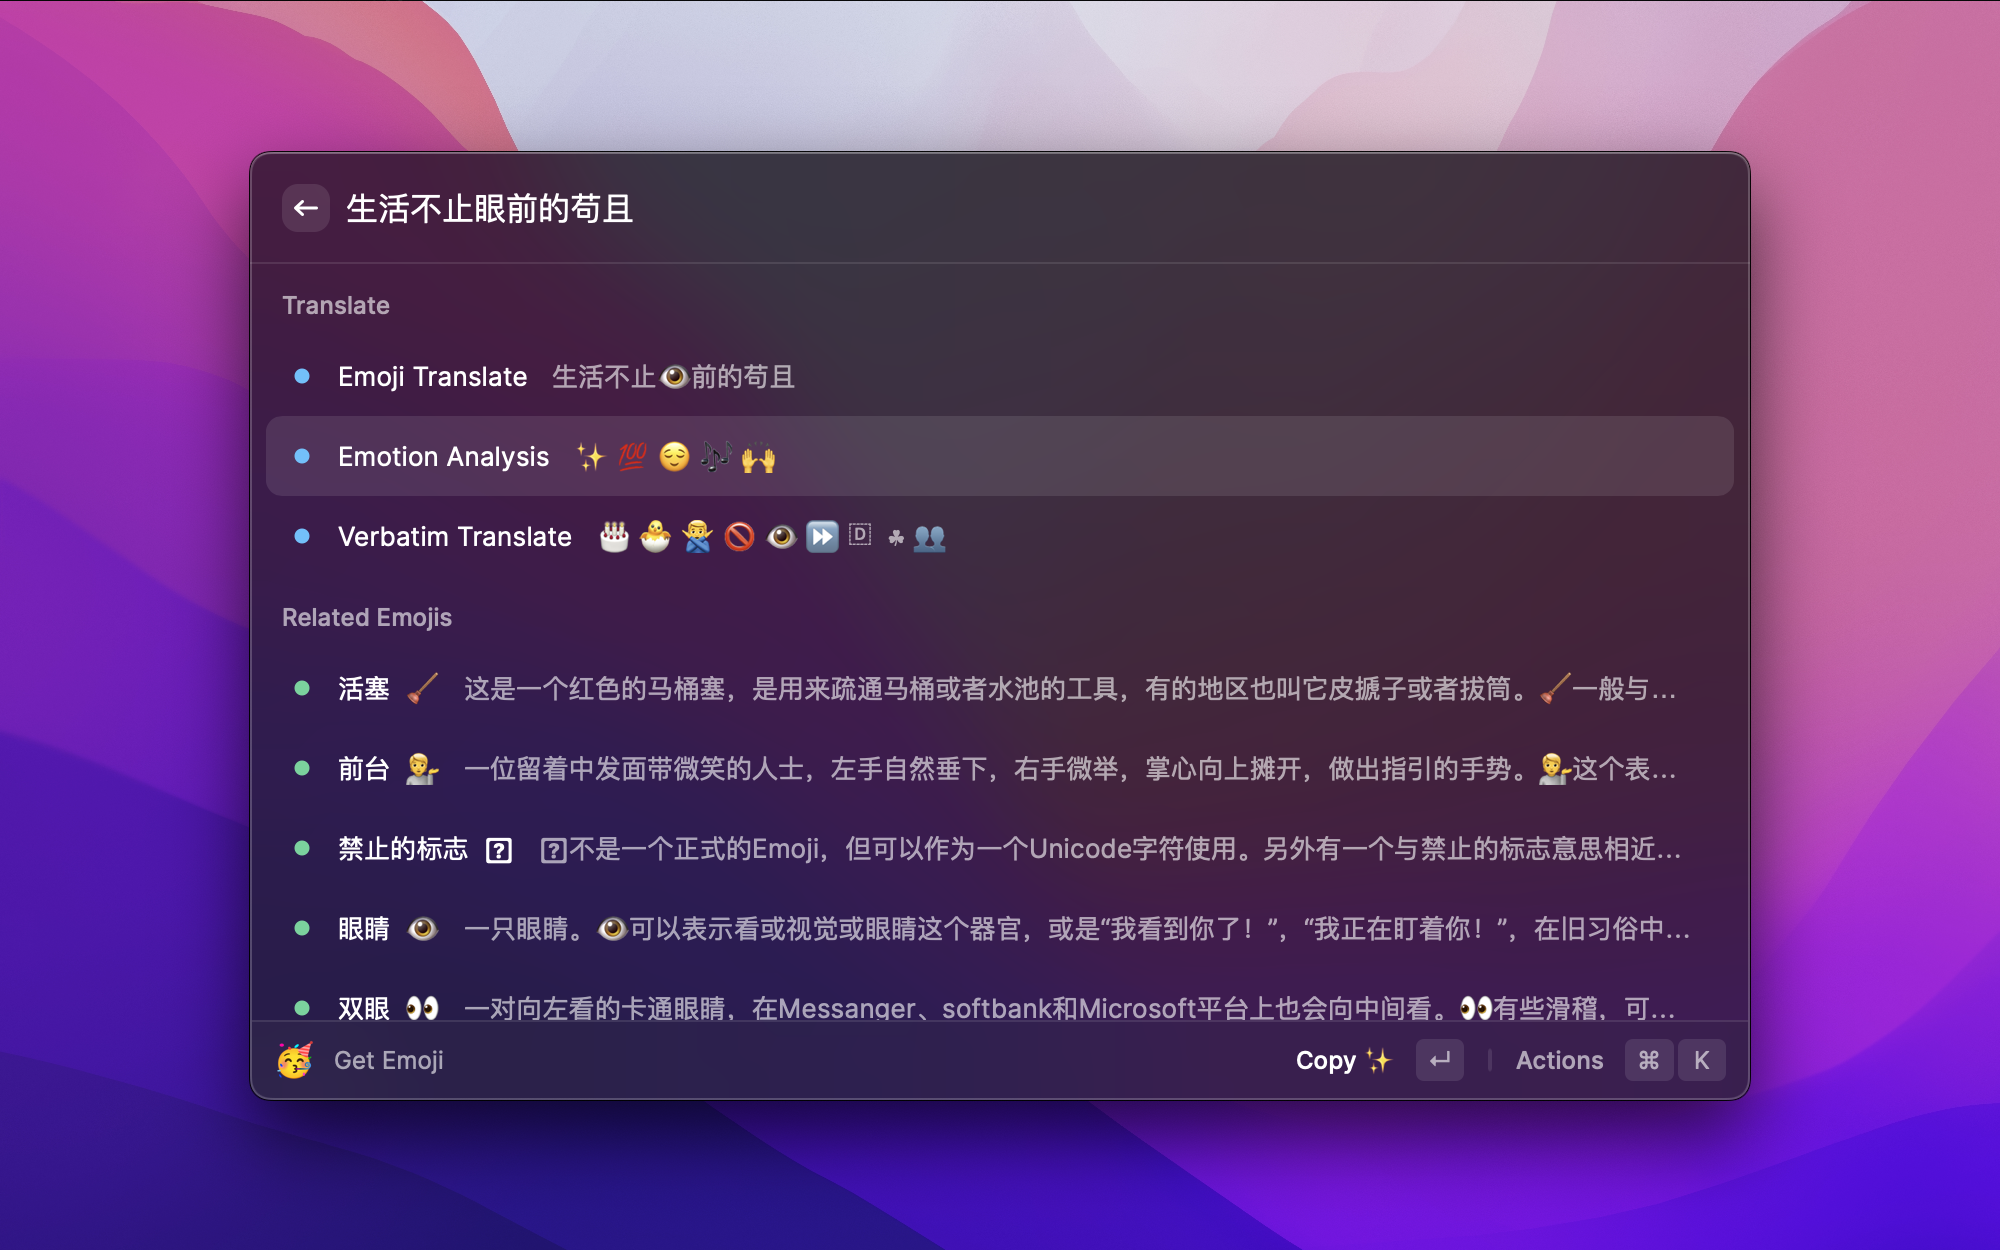 生活不止眼前的苟且
Translate
Emoji Translate 生活不止👁️前的苟且
Emotion Analysis ✨ 💯 😌 🎶 🙌
Verbatim Translate 🎂 🐣 🙅‍♂️ 🚫 👁️ ⏩ 🇩 ☘ 👥
Related Emojis
活塞 🪠 这是一个红色的马桶塞，是用来疏通马桶或者水池的工具，有的地区也叫它皮搋子或者拔筒。🪠一般与…
前台 💁 一位留着中发面带微笑的人士，左手自然垂下，右手微举，掌心向上摊开，做出指引的手势。💁这个表…
禁止的标志 ⍰ ⍰不是一个正式的Emoji，但可以作为一个Unicode字符使用。另外有一个与禁止的标志意思相近…
眼睛 👁️ 一只眼睛。👁️可以表示看或视觉或眼睛这个器官，或是“我看到你了！”，“我正在盯着你！”，在旧习俗中…
双眼 👀 一对向左看的卡通眼睛，在Messanger、softbank和Microsoft平台上也会向中间看。👀有些滑稽，可…
🥳 Get Emoji Copy ✨ ↵ Actions ⌘ K